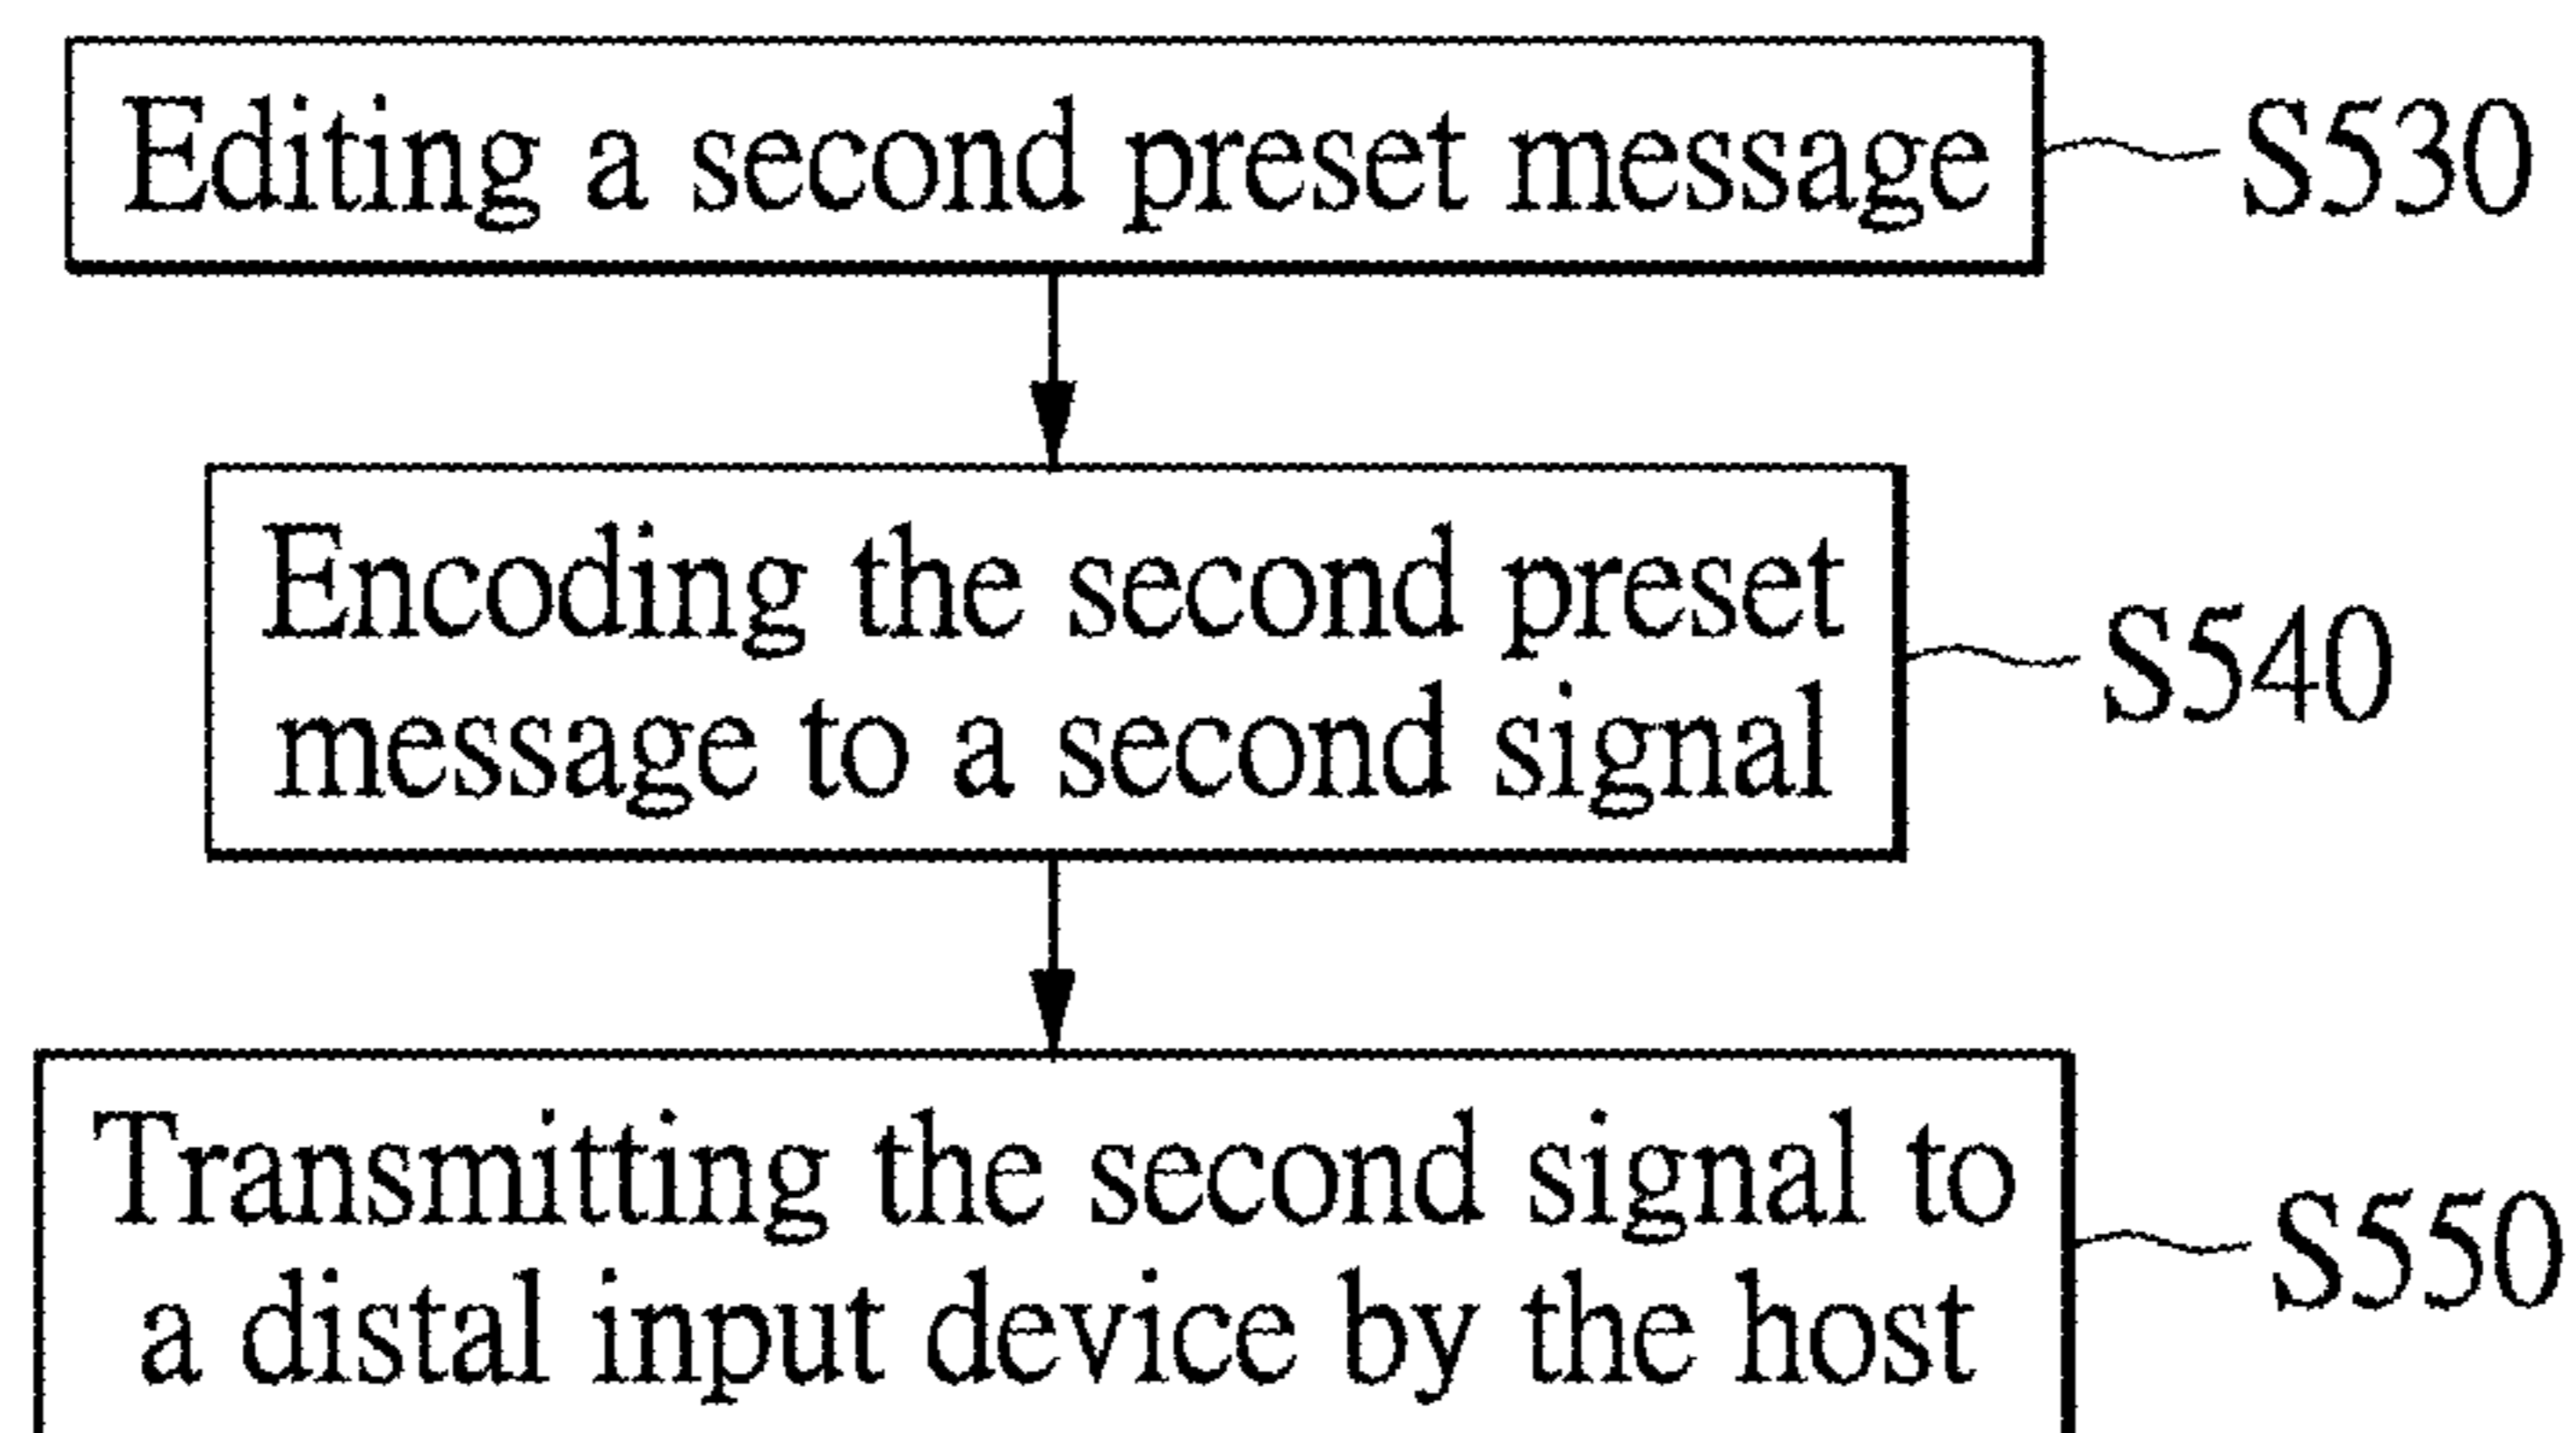 Editing a second preset message S530
Encoding the second preset
message to a second signal
S540
Transmitting the second signal to
a distal input device by the host
S550